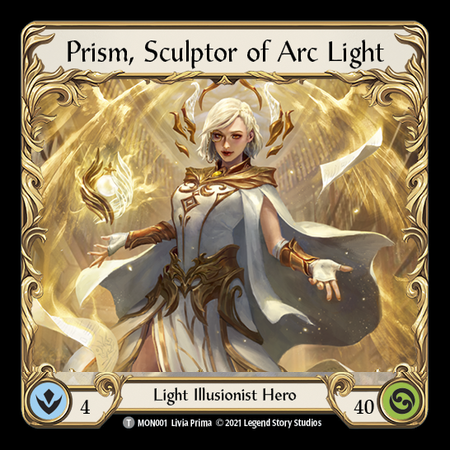 Prism, Sculptor of Arc Light
4
Light Illusionist Hero
40
T MON001 Livia Prima © 2021 Legend Story Studios